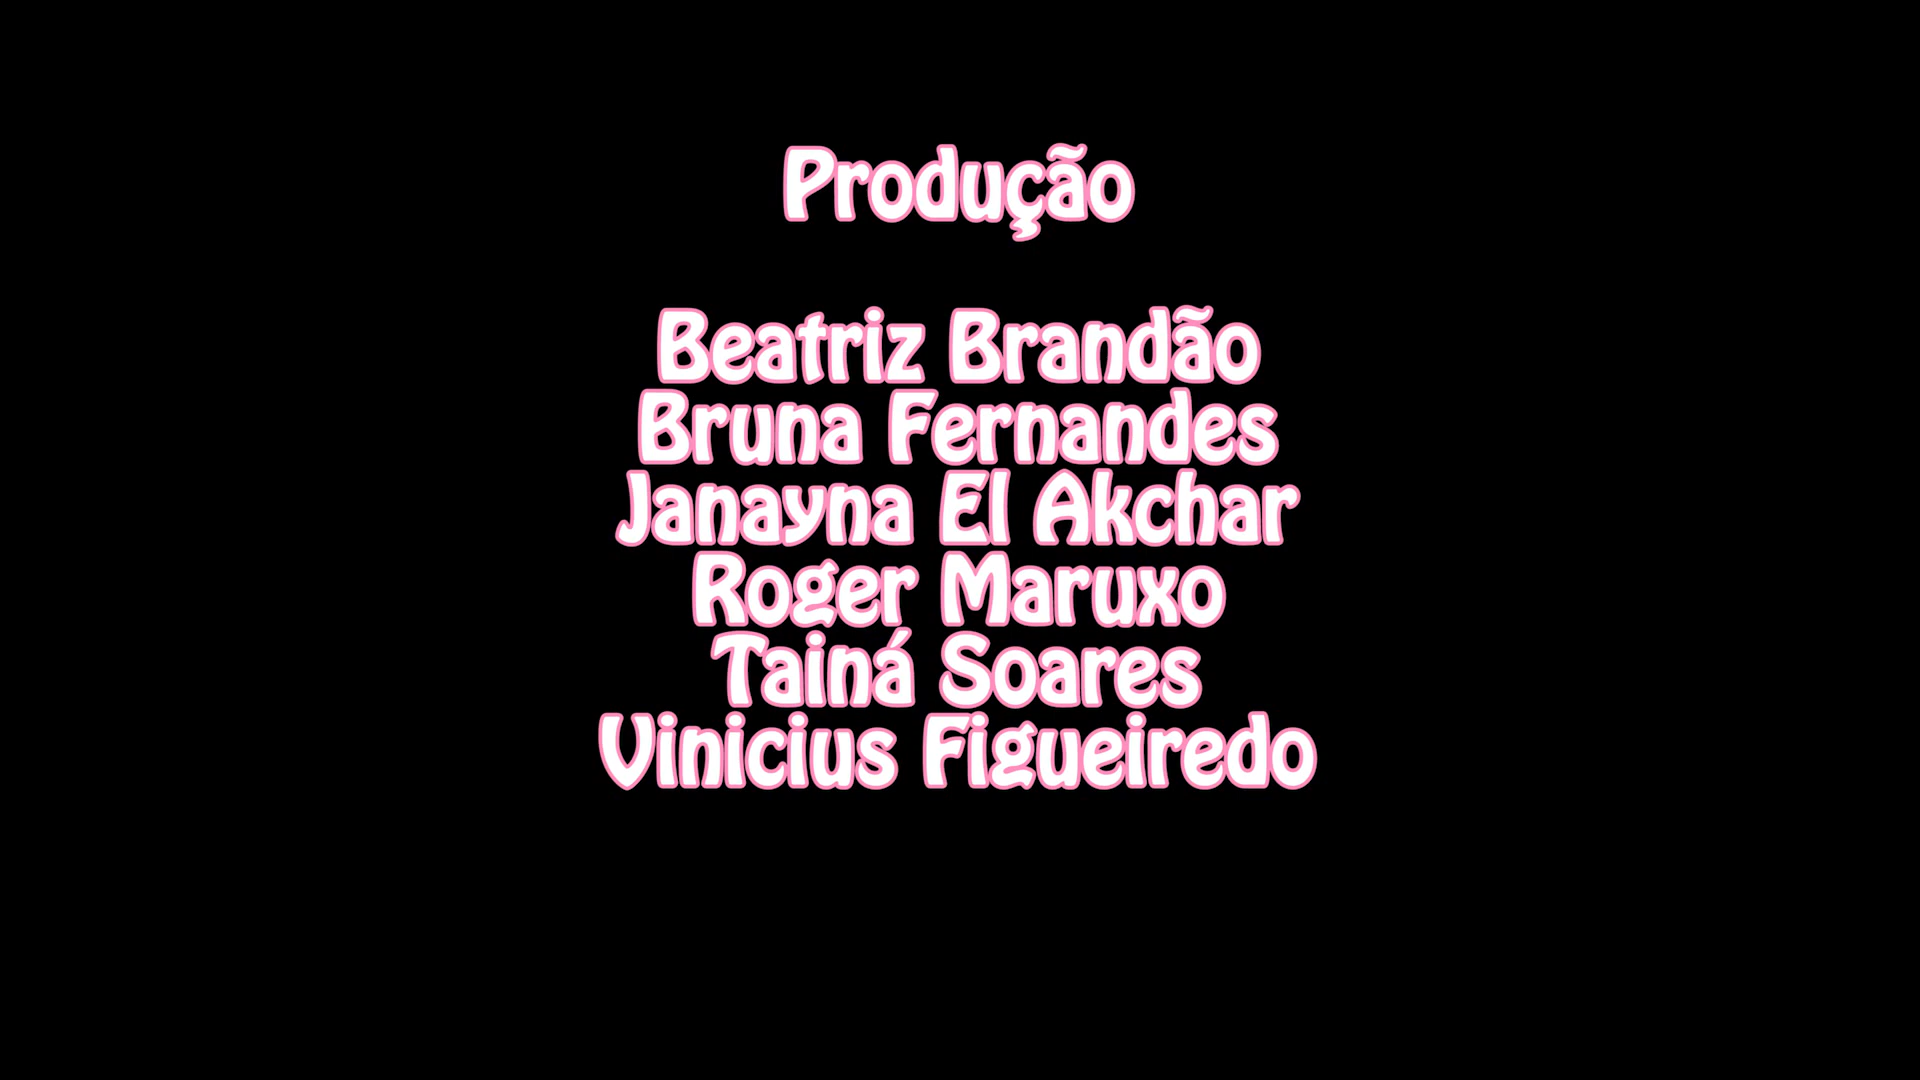 Produção
Beatriz Brandão
Bruna Fernandes
Janayna El Akchar
Roger Maruxo
Tainá Soares
Vinicius Figueiredo